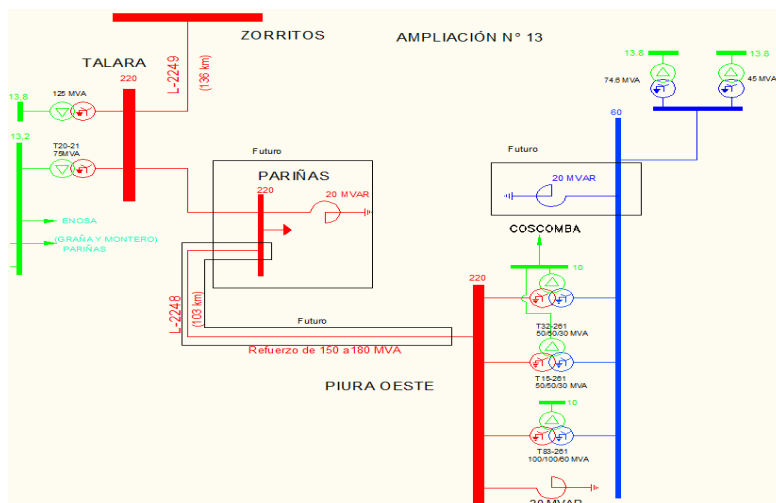 ZORRITOS
AMPLIACIÓN N° 13
TALARA
220
L-2249
(136 km)
125 MVA
13,8
13,2
T20-21
75MVA
ENOSA
(GRAÑA Y MONTERO)
PARIÑAS
Futuro
PARIÑAS
220
20 MVAR
L-2248
(103 km)
Futuro
Refuerzo de 150 a 180 MVA
PIURA OESTE
220
13.8
13.8
74.6 MVA
45 MVA
60
Futuro
20 MVAR
COSCOMBA
10
T32-261
50/50/30 MVA
T15-261
50/50/30 MVA
10
T83-261
100/100/60 MVA
20 MVAR